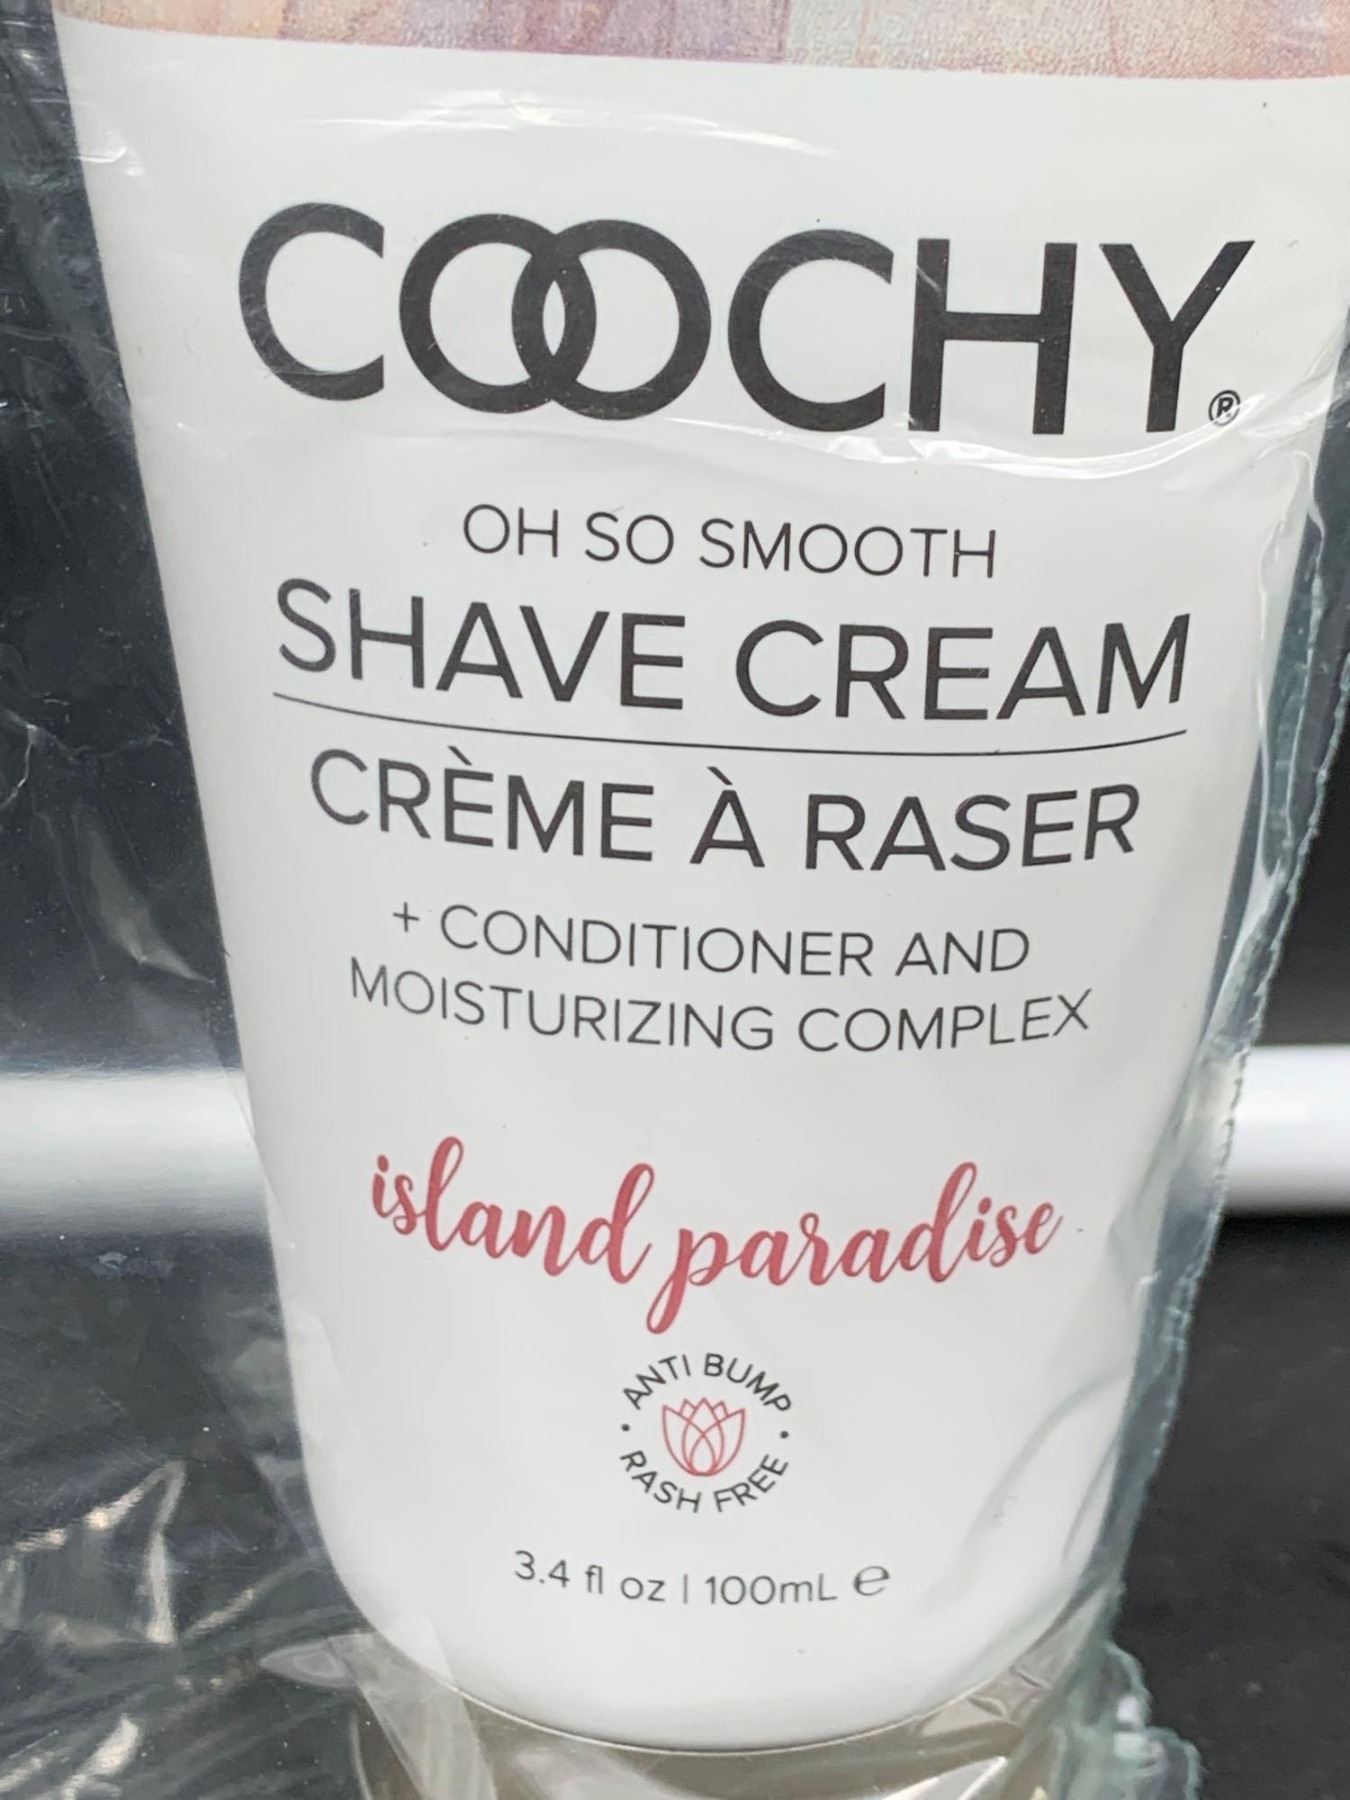 COOCHY®
OH SO SMOOTH
SHAVE CREAM
CRÈME À RASER
+ CONDITIONER AND
MOISTURIZING COMPLEX
island paradise
ANTI BUMP
• RASH FREE •
3.4 fl oz | 100mL ℮